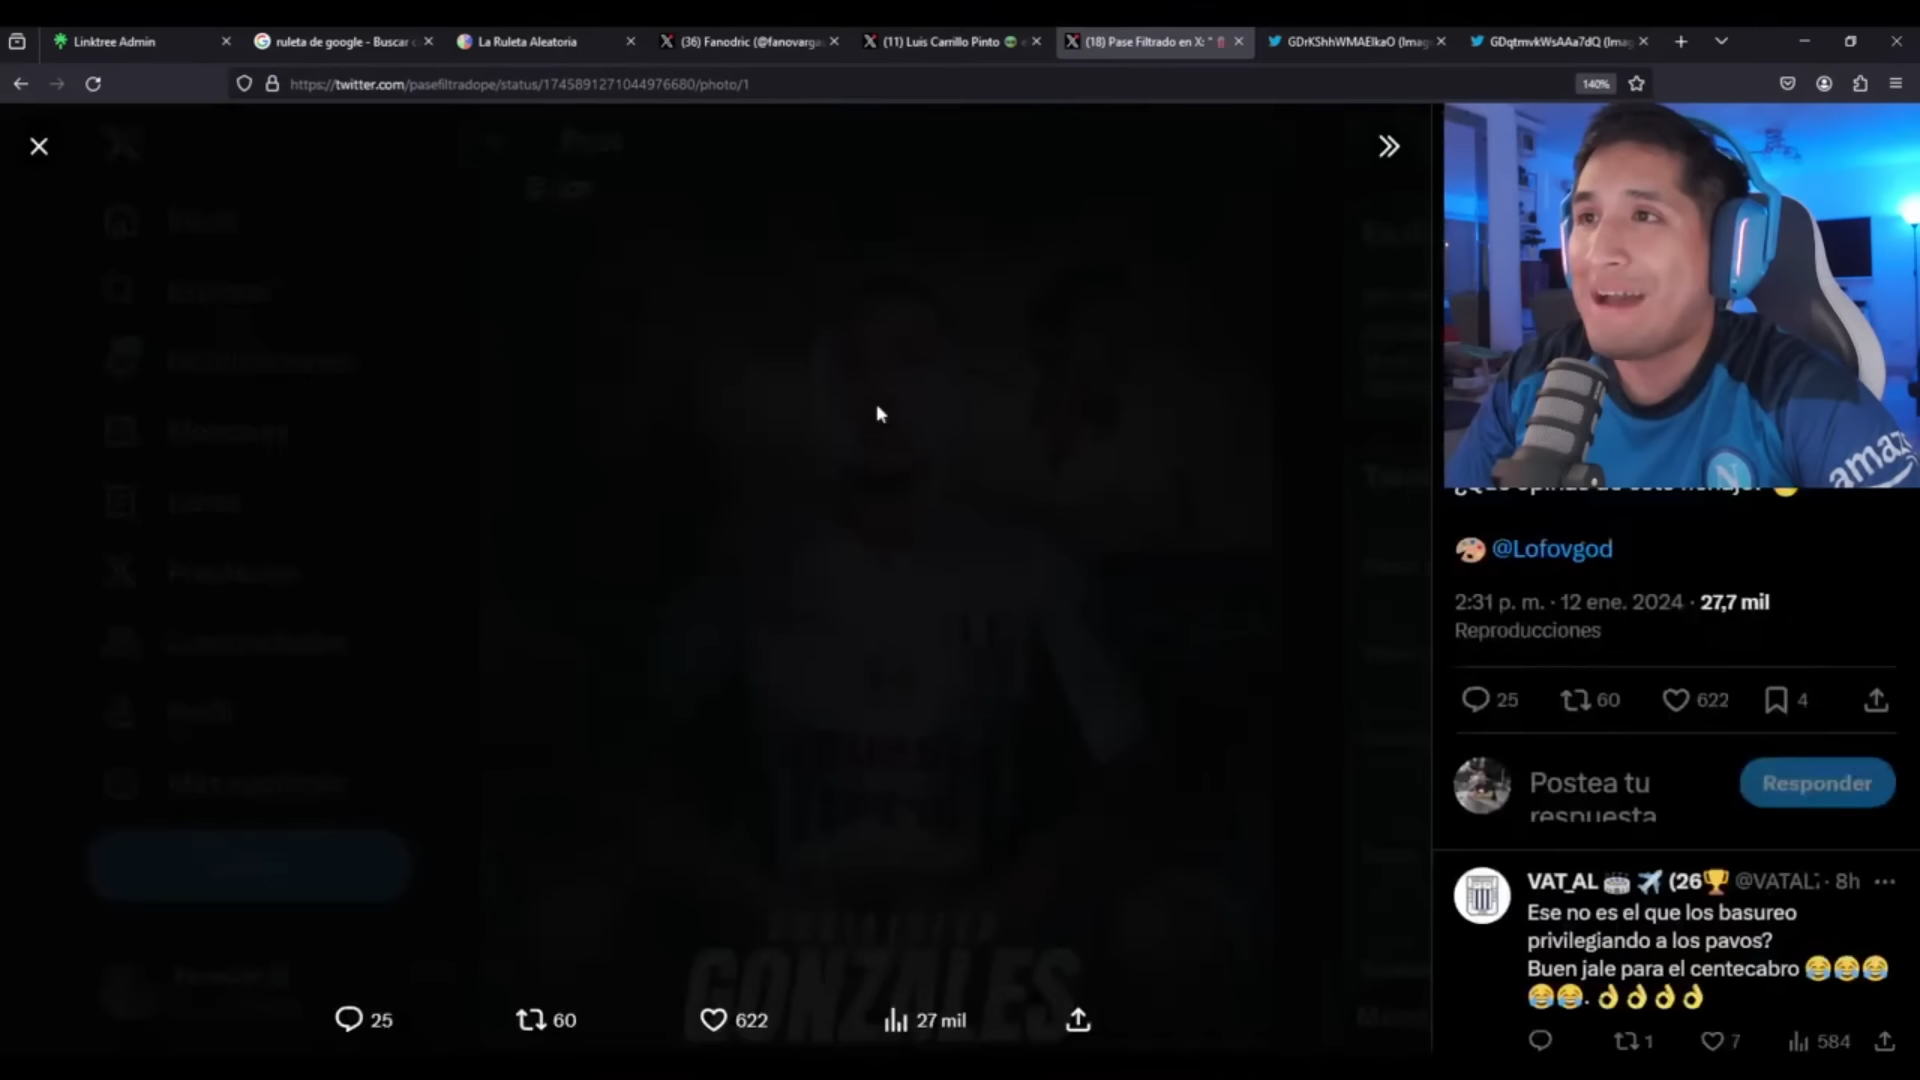 Linktree Admin
ruleta de google - Buscar
La Ruleta Aleatoria
(36) Fanodric (@fanovarga
(11) Luis Carrillo Pinto
(18) Pase Filtrado en X: "
GDrKShhWMAEIkaO (Imag
GDqtmvkWsAAa7dQ (Imag
https://twitter.com/pasefiltradope/status/1745891271044976680/photo/1
140%
amaz
N
@Lofovgod
2:31 p. m. · 12 ene. 2024 · 27,7 mil
Reproducciones
25 60 622 4
Postea tu
respuesta
Responder
VAT_AL 🏟️ ✈️ (26🏆 @VATAL · 8h
Ese no es el que los basureo
privilegiando a los pavos?
Buen jale para el centecabro 😂😂😂
😂😂. 👌👌👌👌
1 7 584
GONZALES
25 60 622 27 mil